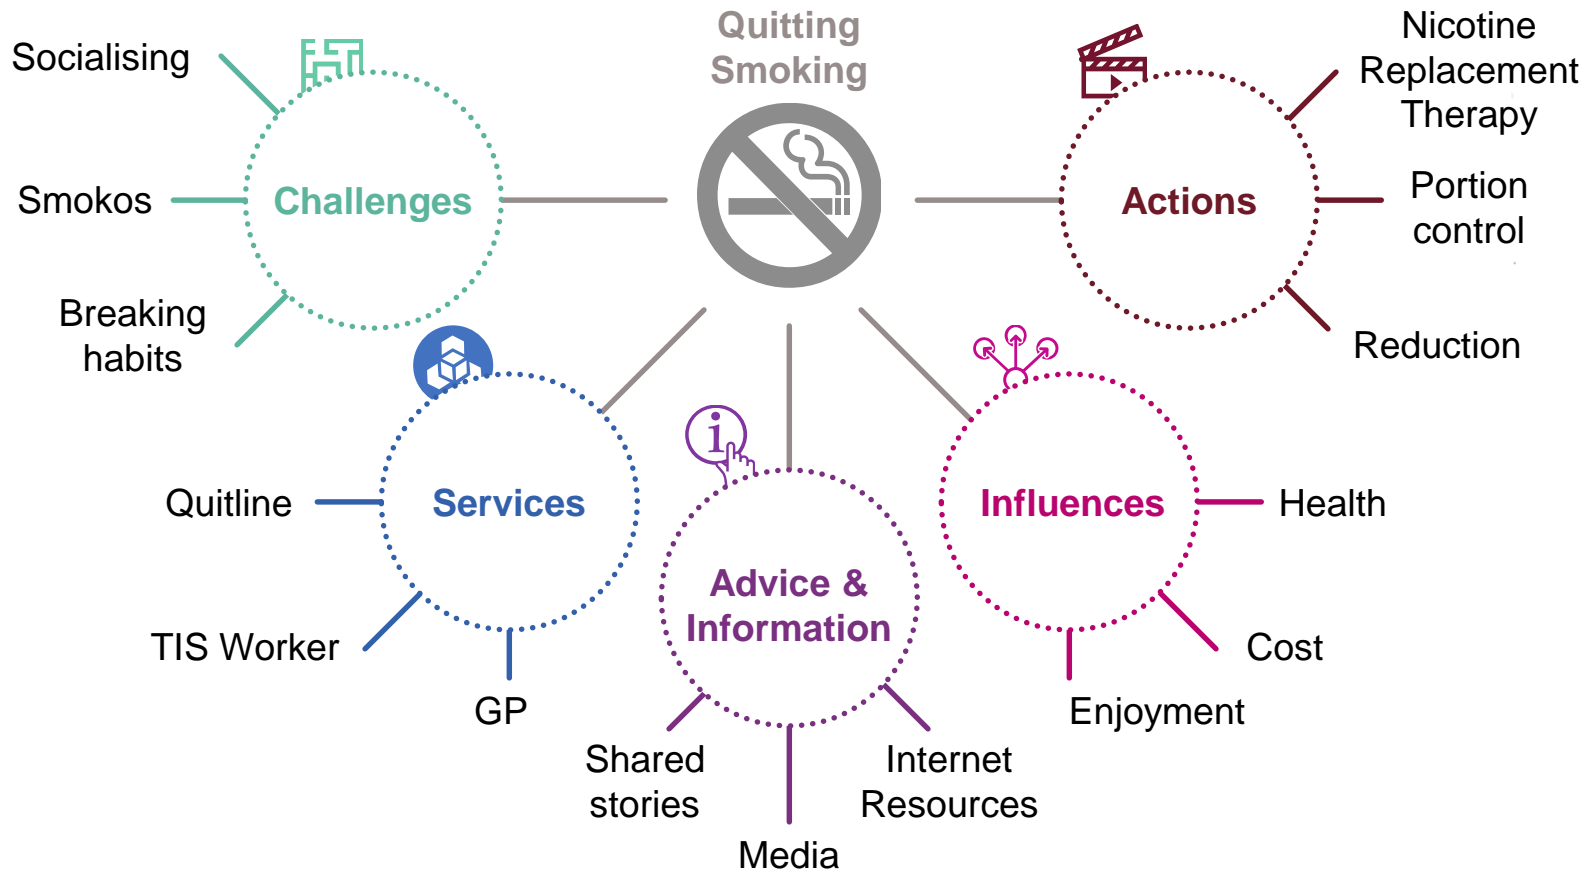 Quitting
Smoking
Socialising
Smokos
Breaking
habits
Challenges
Actions
Nicotine
Replacement
Therapy
Portion
control
Reduction
Services
Quitline
TIS Worker
GP
Advice &
Information
Shared
stories
Media
Internet
Resources
Influences
Health
Cost
Enjoyment